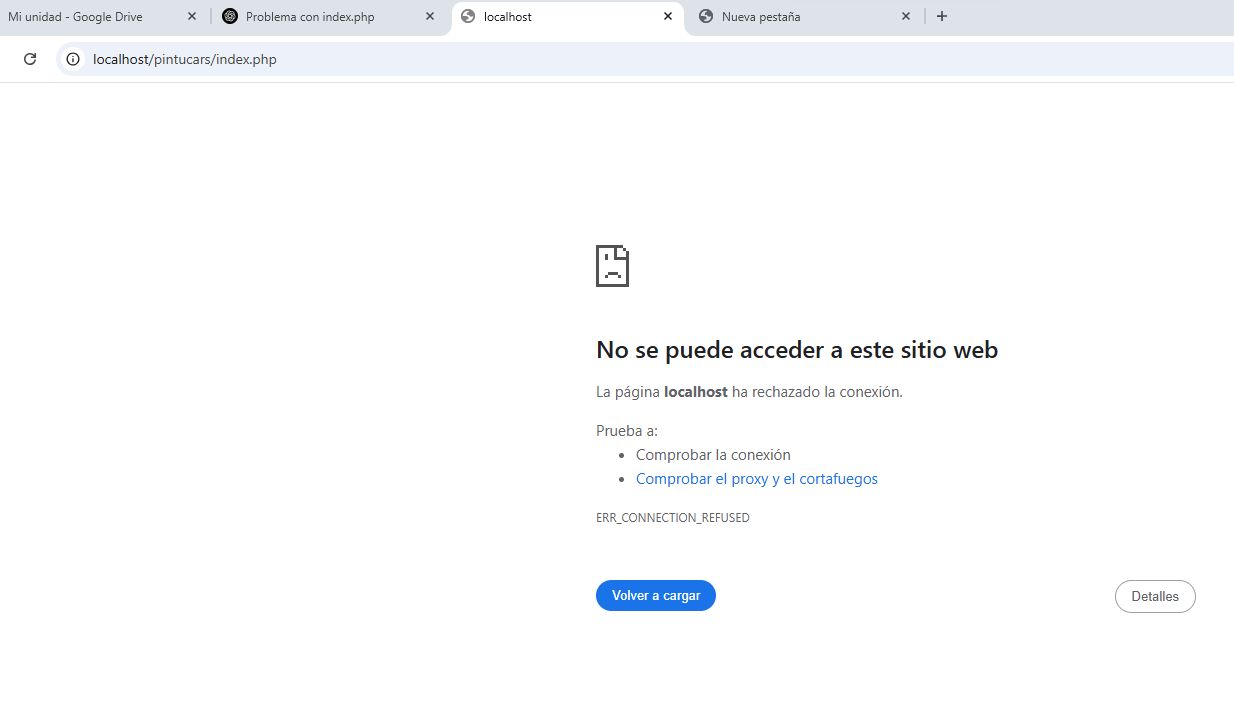 Mi unidad - Google Drive
Problema con index.php
localhost
Nueva pestaña
localhost/pintucars/index.php
No se puede acceder a este sitio web
La página localhost ha rechazado la conexión.
Prueba a:
Comprobar la conexión
Comprobar el proxy y el cortafuegos
ERR_CONNECTION_REFUSED
Volver a cargar
Detalles